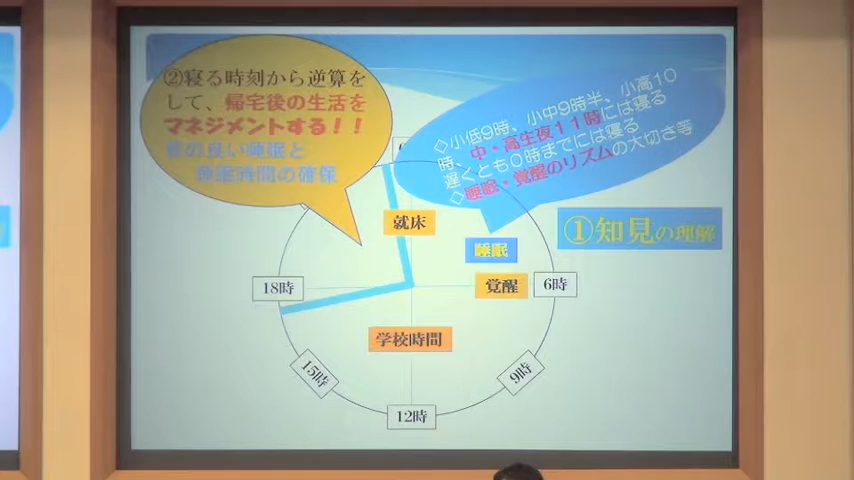 ②寝る時刻から逆算を
して、帰宅後の生活を
マネジメントする！！
質の良い睡眠と
睡眠時間の確保
◇小低9時、小中9時半、小高10
時、中・高生夜11時には寝る
遅くとも0時までには寝る
◇睡眠・覚醒のリズムの大切さ等
①知見の理解
就床
睡眠
覚醒
6時
18時
学校時間
15時
9時
12時